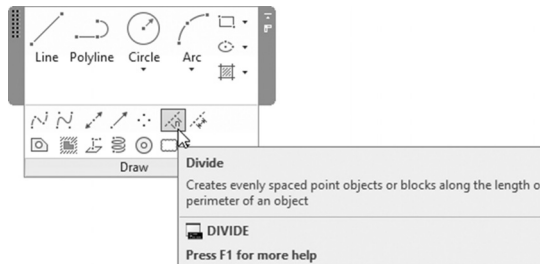 Line Polyline Circle Arc
Draw
Divide
Creates evenly spaced point objects or blocks along the length o
perimeter of an object
DIVIDE
Press F1 for more help